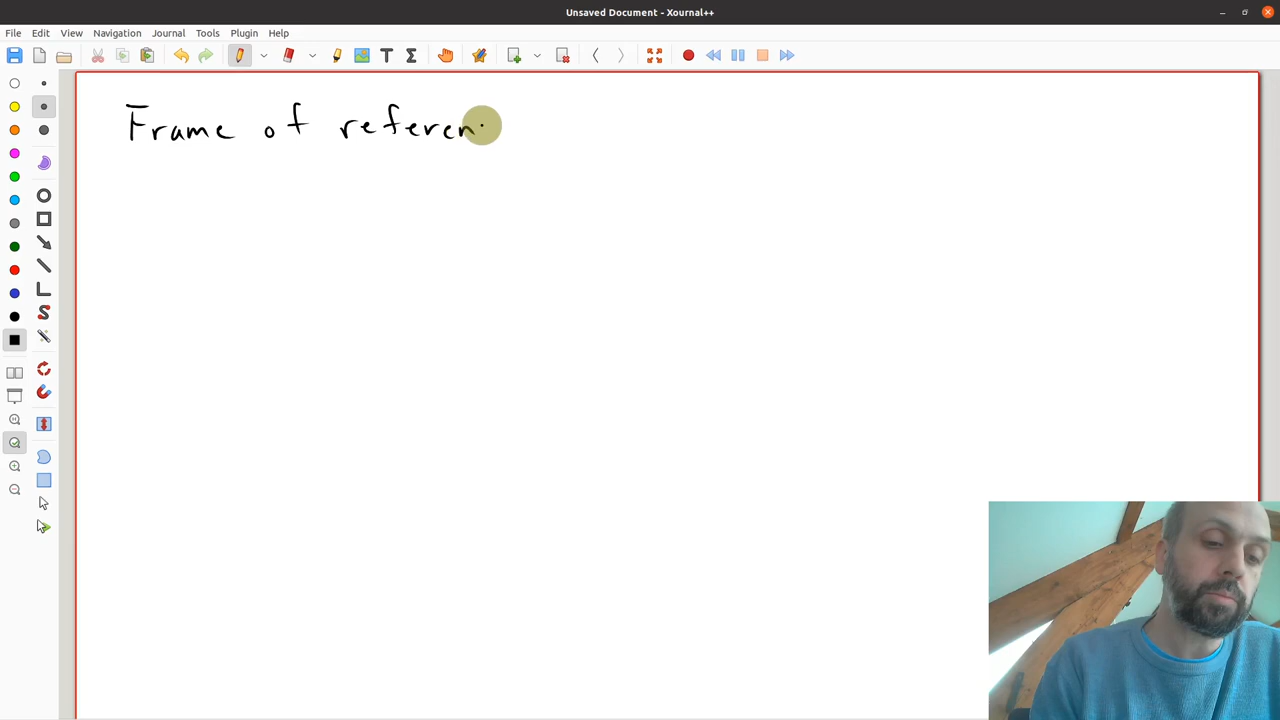 Unsaved Document - Xournal++
File Edit View Navigation Journal Tools Plugin Help
Frame of referen